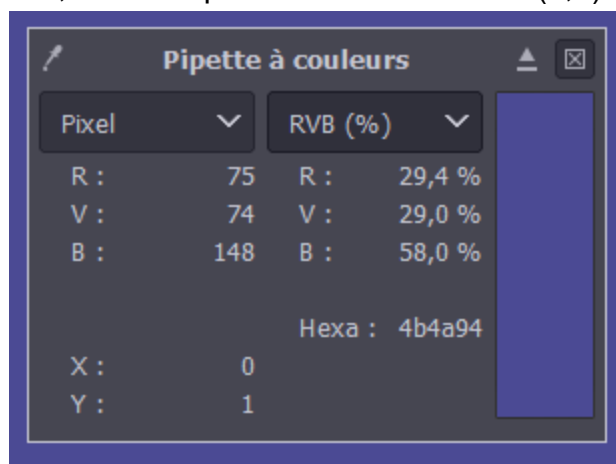 Pipette à couleurs
Pixel RVB (%)
R : 75 R : 29,4 %
V : 74 V : 29,0 %
B : 148 B : 58,0 %
Hexa : 4b4a94
X : 0
Y : 1